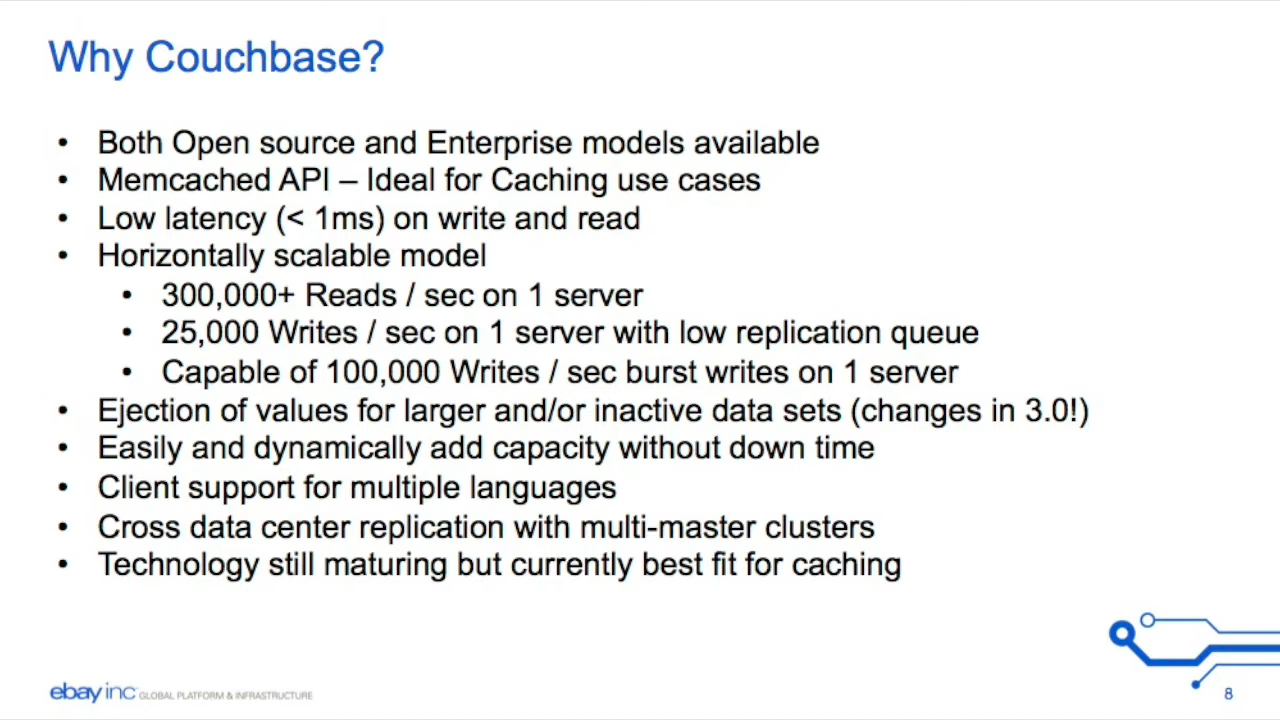 Why Couchbase?
• Both Open source and Enterprise models available
• Memcached API – Ideal for Caching use cases
• Low latency (< 1ms) on write and read
• Horizontally scalable model
• 300,000+ Reads / sec on 1 server
• 25,000 Writes / sec on 1 server with low replication queue
• Capable of 100,000 Writes / sec burst writes on 1 server
• Ejection of values for larger and/or inactive data sets (changes in 3.0!)
• Easily and dynamically add capacity without down time
• Client support for multiple languages
• Cross data center replication with multi-master clusters
• Technology still maturing but currently best fit for caching
ebay inc GLOBAL PLATFORM & INFRASTRUCTURE
8